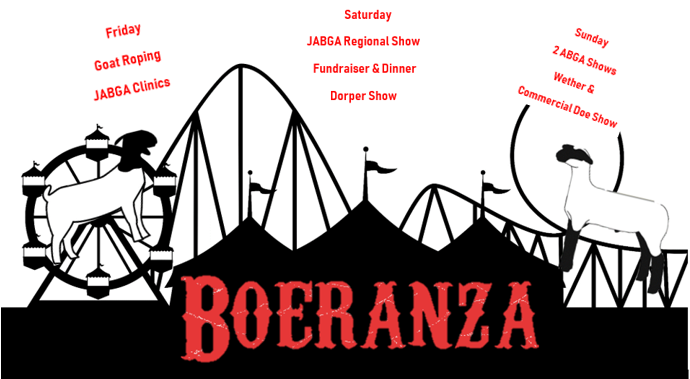 Friday
Goat Roping
JABGA Clinics
Saturday
JABGA Regional Show
Fundraiser & Dinner
Dorper Show
Sunday
2 ABGA Shows
Wether &
Commercial Doe Show
BOERANZA